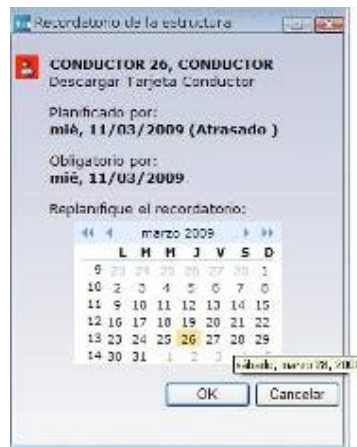 Recordatorio de la estructura
CONDUCTOR 26, CONDUCTOR
Descargar Tarjeta Conductor
Planificado por:
mié, 11/03/2009 (Atrasado )
Obligatorio por:
mié, 11/03/2009
Replanifique el recordatorio:
marzo 2009
L M M J V S D
9 23 24 25 26 27 28 1
10 2 3 4 5 6 7 8
11 9 10 11 12 13 14 15
12 16 17 18 19 20 21 22
13 23 24 25 26 27 28 29
14 30 31 1 2 3
sábado, marzo 28,
OK Cancelar